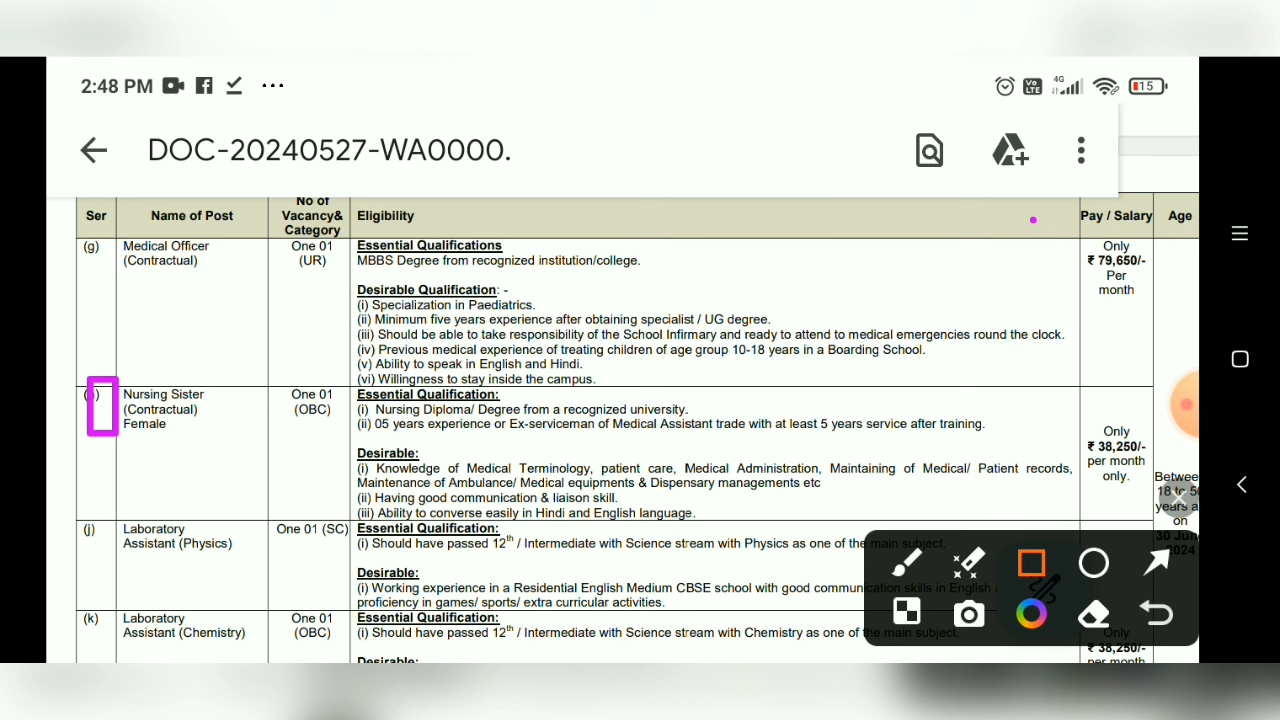 2:48 PM
Vo LTE
4G
15
DOC-20240527-WA0000.
Ser
Name of Post
No of Vacancy& Category
Eligibility
Pay / Salary
Age
(g)
Medical Officer
(Contractual)
One 01
(UR)
Essential Qualifications
MBBS Degree from recognized institution/college.
Desirable Qualification: -
(i) Specialization in Paediatrics.
(ii) Minimum five years experience after obtaining specialist / UG degree.
(iii) Should be able to take responsibility of the School Infirmary and ready to attend to medical emergencies round the clock.
(iv) Previous medical experience of treating children of age group 10-18 years in a Boarding School.
(v) Ability to speak in English and Hindi.
(vi) Willingness to stay inside the campus.
Only
₹ 79,650/-
Per
month
Nursing Sister
(Contractual)
Female
One 01
(OBC)
Essential Qualification:
(i) Nursing Diploma/ Degree from a recognized university.
(ii) 05 years experience or Ex-serviceman of Medical Assistant trade with at least 5 years service after training.
Desirable:
(i) Knowledge of Medical Terminology, patient care, Medical Administration, Maintaining of Medical/ Patient records,
Maintenance of Ambulance/ Medical equipments & Dispensary managements etc
(ii) Having good communication & liaison skill.
(iii) Ability to converse easily in Hindi and English language.
Only
₹ 38,250/-
per month
only.
Betwee
18 to 50
years a
on
30 Jun
2024
(j)
Laboratory
Assistant (Physics)
One 01 (SC)
Essential Qualification:
(i) Should have passed 12th / Intermediate with Science stream with Physics as one of the main subject.
Desirable:
(i) Working experience in a Residential English Medium CBSE school with good communication skills in English
proficiency in games/ sports/ extra curricular activities.
(k)
Laboratory
Assistant (Chemistry)
One 01
(OBC)
Essential Qualification:
(i) Should have passed 12th / Intermediate with Science stream with Chemistry as one of the main subject.
Desirable:
Only
₹ 38,250/-
per month